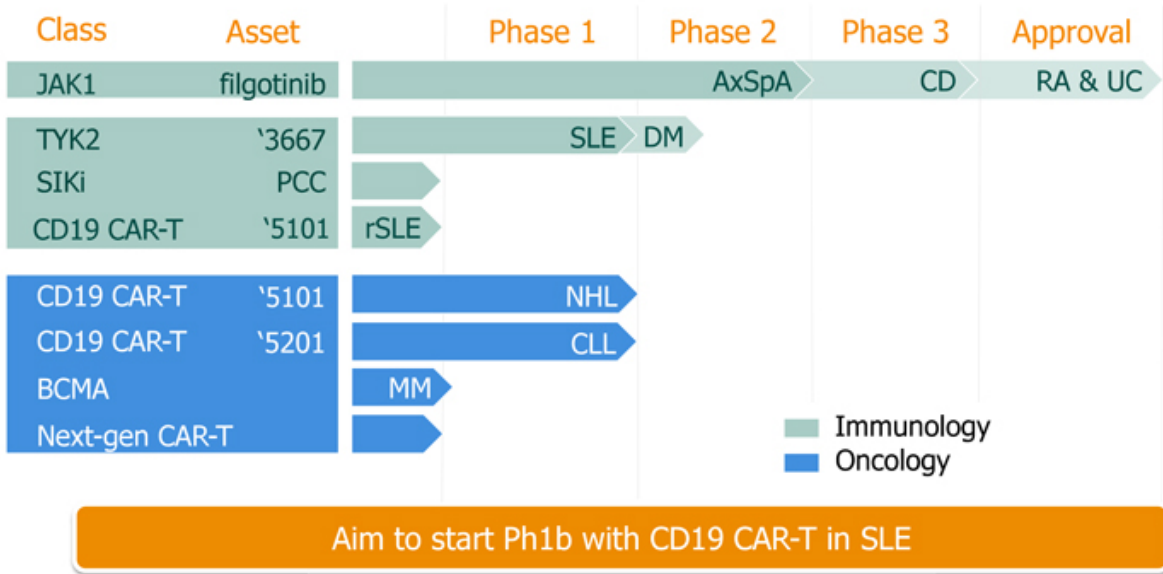 Class Asset Phase 1 Phase 2 Phase 3 Approval
JAK1 filgotinib AxSpA CD RA & UC
TYK2 ‘3667 SLE DM
SIKi PCC
CD19 CAR-T ‘5101 rSLE
CD19 CAR-T ‘5101 NHL
CD19 CAR-T ‘5201 CLL
BCMA MM
Next-gen CAR-T
Immunology
Oncology
Aim to start Ph1b with CD19 CAR-T in SLE